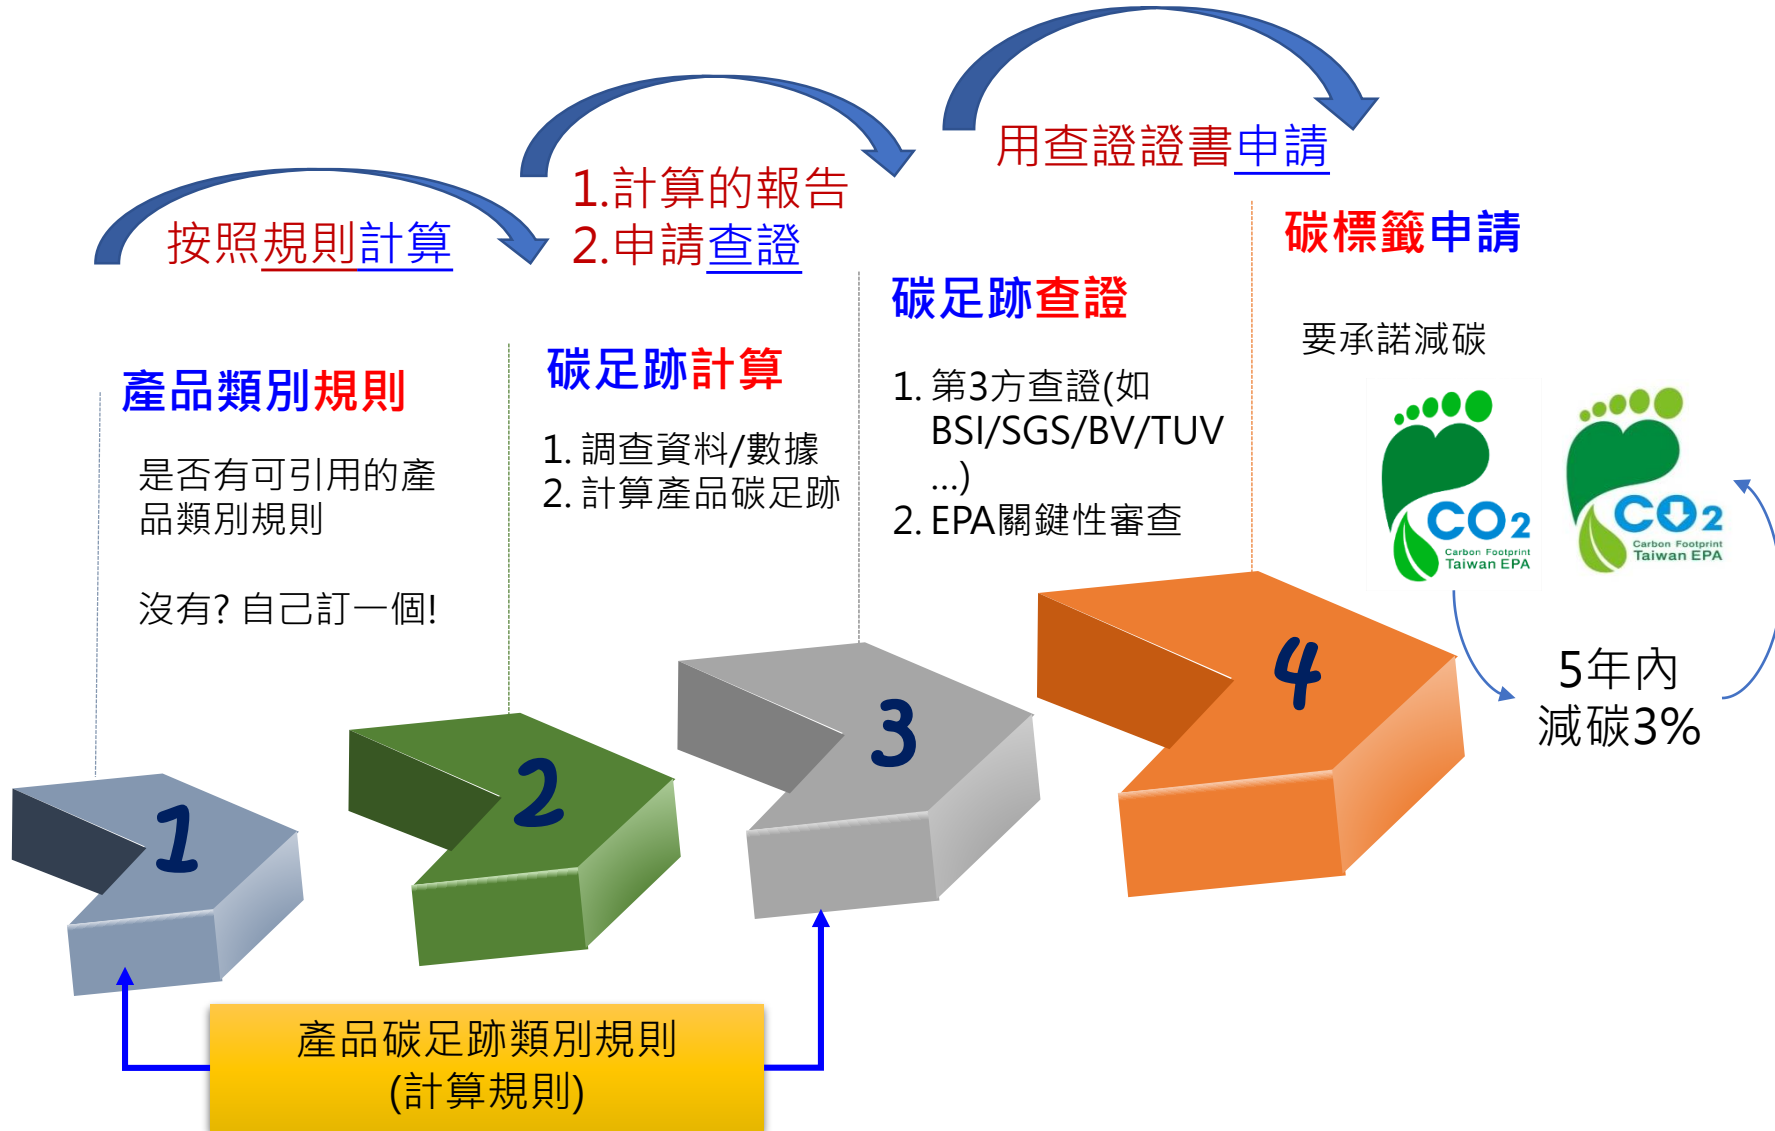 按照規則計算
1.計算的報告
2.申請查證
用查證證書申請
產品類別規則
是否有可引用的產
品類別規則
沒有? 自己訂一個!
碳足跡計算
1. 調查資料/數據
2. 計算產品碳足跡
碳足跡查證
1. 第3方查證(如
BSI/SGS/BV/TUV
...)
2. EPA關鍵性審查
碳標籤申請
要承諾減碳
CO2
Carbon Footprint
Taiwan EPA
CO2
Carbon Footprint
Taiwan EPA
5年內
減碳3%
1
2
3
4
產品碳足跡類別規則
(計算規則)